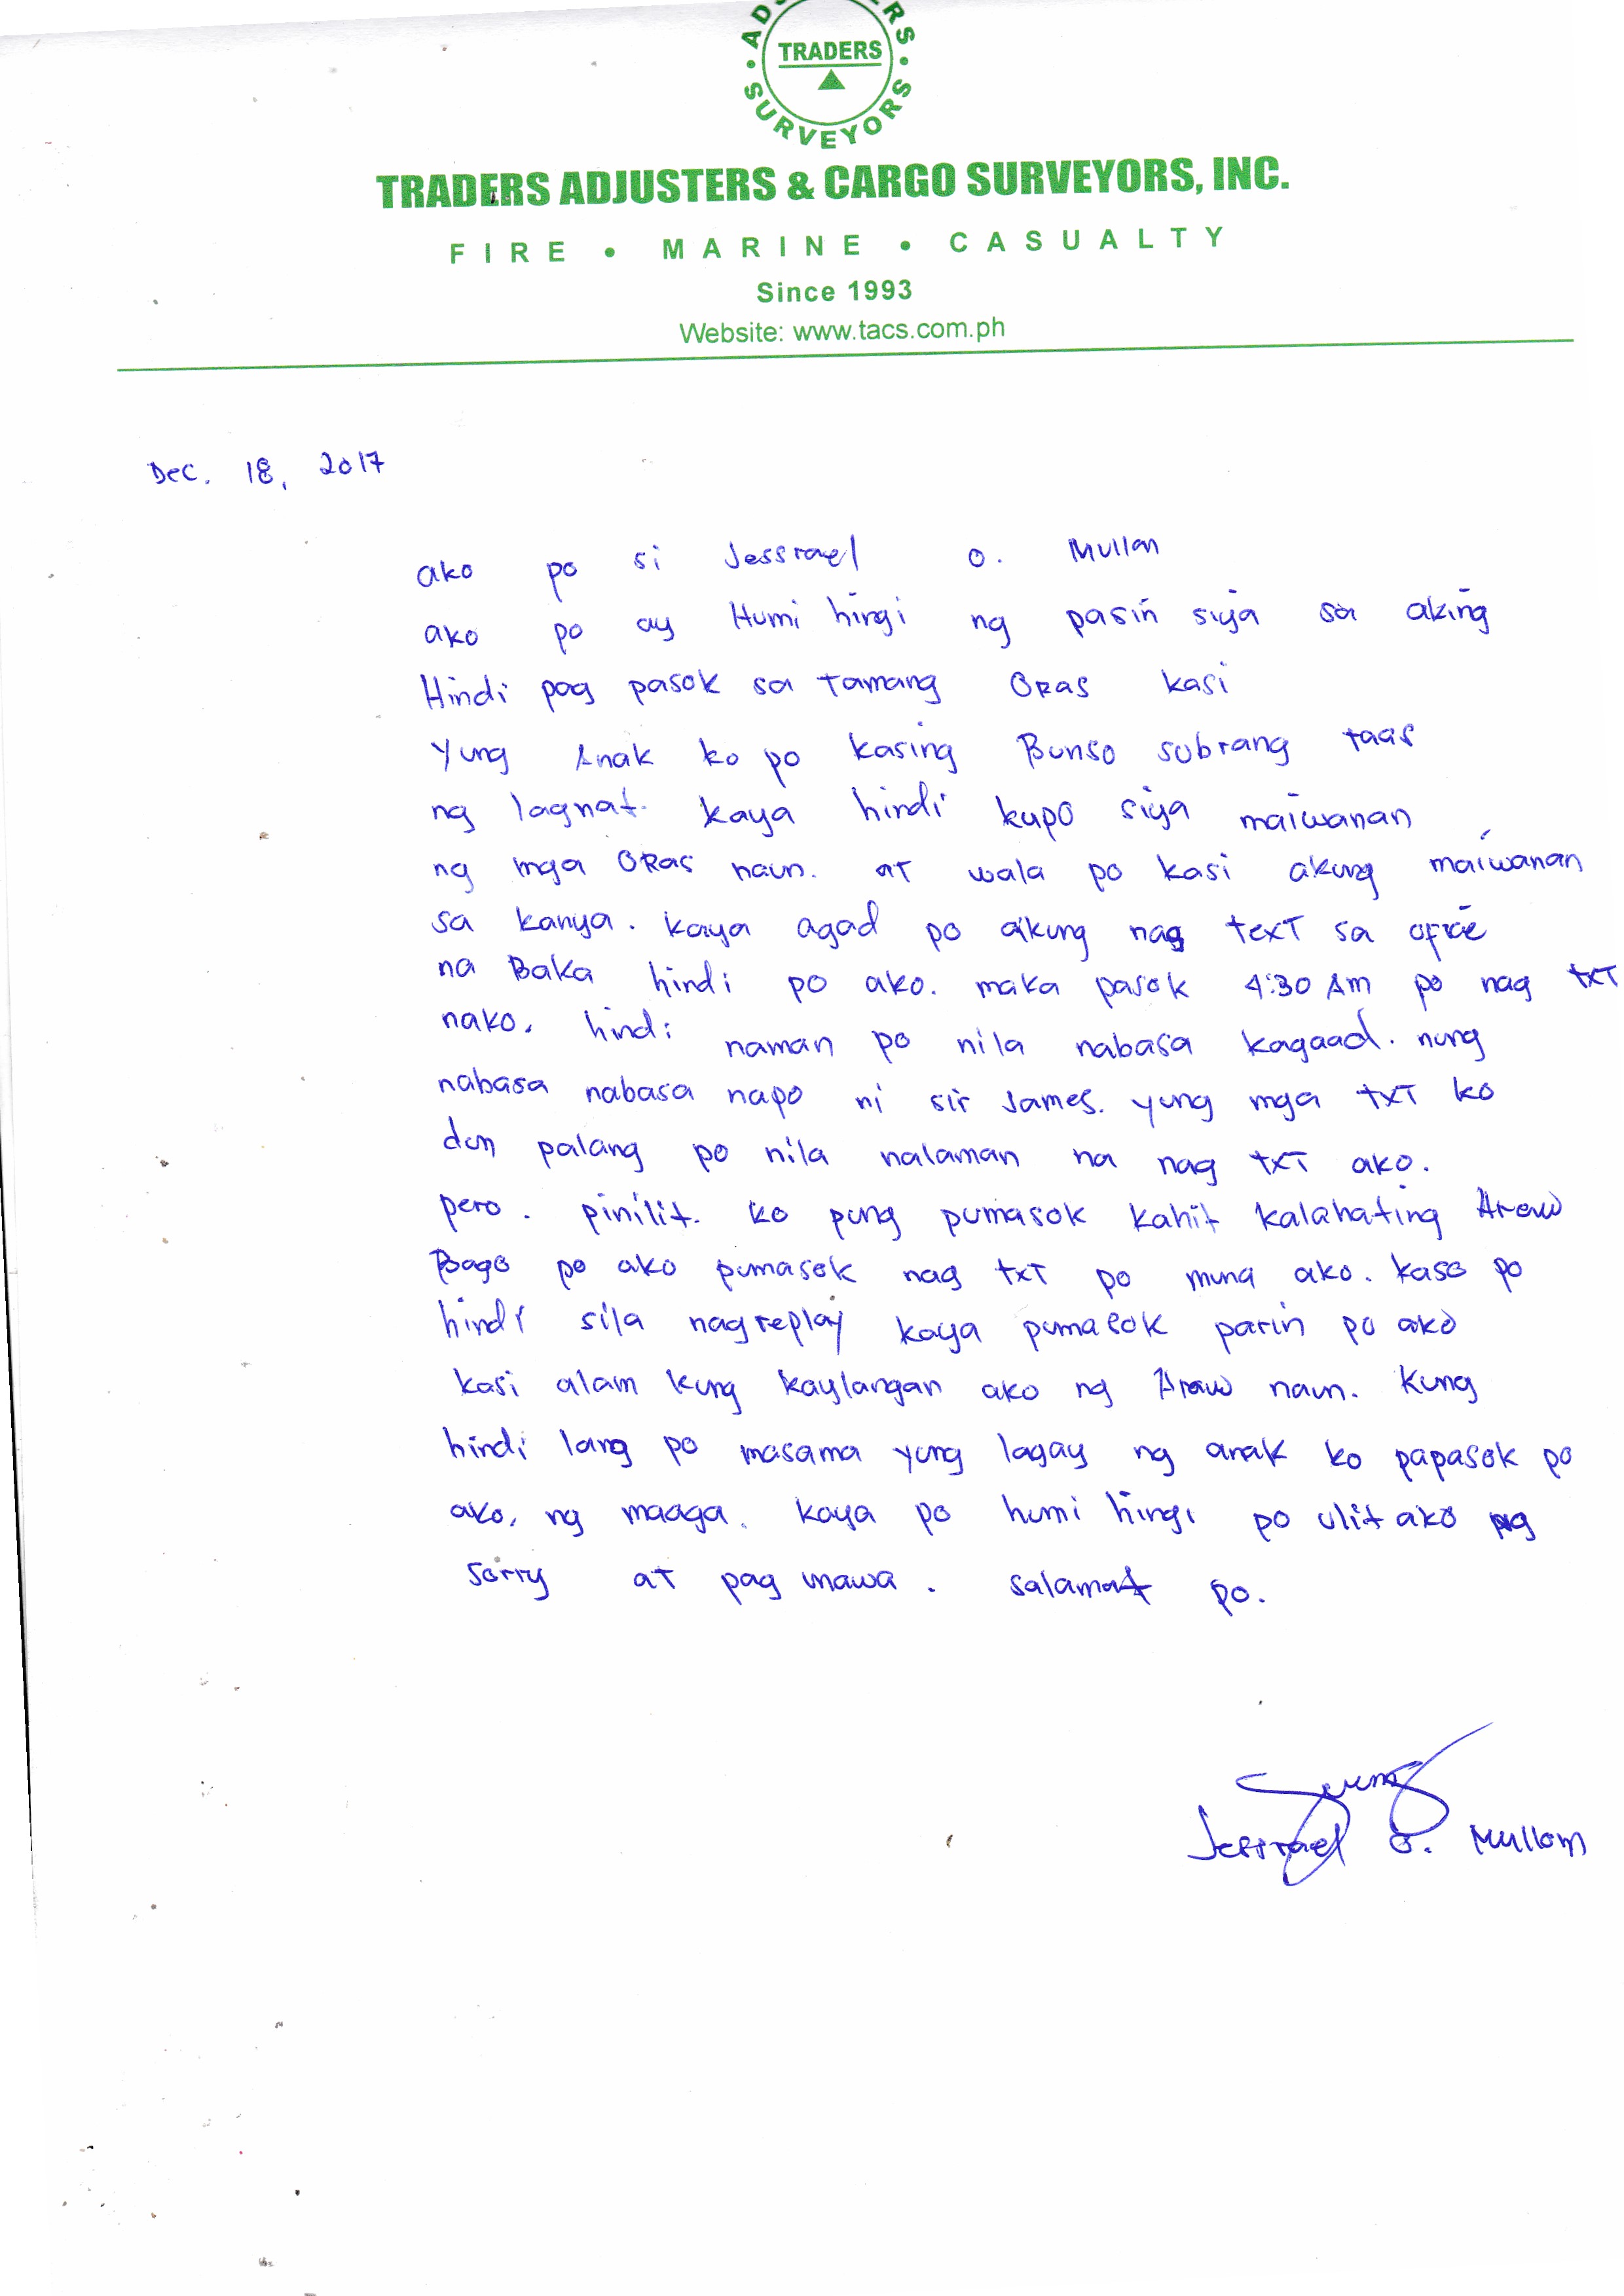 ADJUSTERS • SURVEYORS •
TRADERS
TRADERS ADJUSTERS & CARGO SURVEYORS, INC.
FIRE • MARINE • CASUALTY
Since 1993
Website: www.tacs.com.ph
Dec. 18, 2017
ako po si Jessrael O. Mullan
ako po ay Humi hingi ng pasin siya sa aking
Hindi pag pasok sa tamang ORas kasi
Yung Anak ko po kasing Bunso subrang taas
ng lagnat. kaya hindi kupo siya maiwanan
ng mga ORas naun. at wala po kasi akung maiwanan
sa kanya. kaya agad po akung nag text sa ofice
na Baka hindi po ako. maka pasok 4:30 Am po nag txt
nako. hindi naman po nila nabasa kagaad. nung
nabasa nabasa napo ni sir James. yung mga txt ko
dun palang po nila nalaman na nag txt ako.
pero. pinilit. ko pung pumasok kahit kalahating Araw
Bago po ako pumasok nag txt po muna ako. kaso po
hindi sila nagreplay kaya pumasok parin po ako
kasi alam kung kaylangan ako ng Araw naun. Kung
hindi lang po masama yung lagay ng anak ko papasok po
ako. ng maaga. kaya po humi hingi po ulit ako ng
sorry at pag unawa. salamat po.
Jessrael O. Mullan